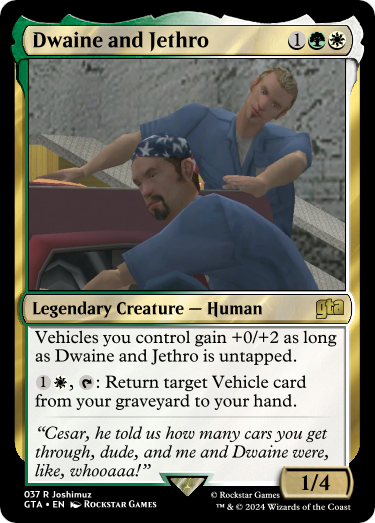 Dwaine and Jethro 1
Legendary Creature — Human gta
Vehicles you control gain +0/+2 as long
as Dwaine and Jethro is untapped.
1 , : Return target Vehicle card
from your graveyard to your hand.
“Cesar, he told us how many cars you get
through, dude, and me and Dwaine were,
like, whoaaaa!”
1/4
037 R Joshimuz
GTA • EN Rockstar Games
© Rockstar Games
™ & © 2024 Wizards of the Coast